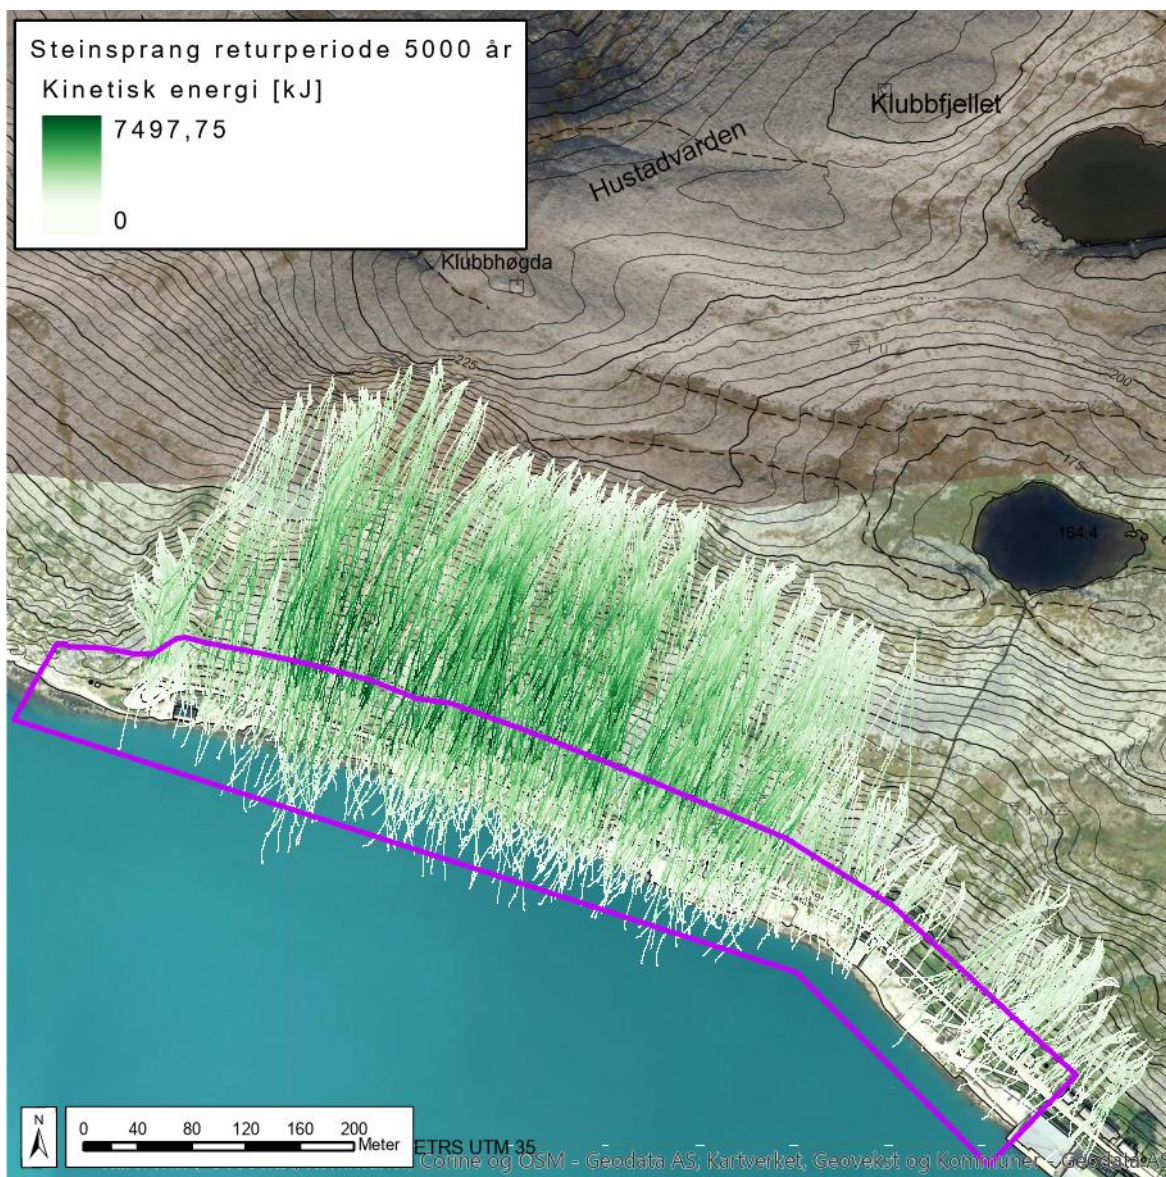 Steinsprang returperiode 5000 år
Kinetisk energi [kJ]
7497,75
0
Klubbfjellet
Hustadvarden
Klubbhøgda
225
200
175
164,4
N
0 40 80 120 160 200
Meter
ETRS UTM 35
Corine og OSM - Geodata AS, Kartverket, Geovekst og Kommuner - Geodata A